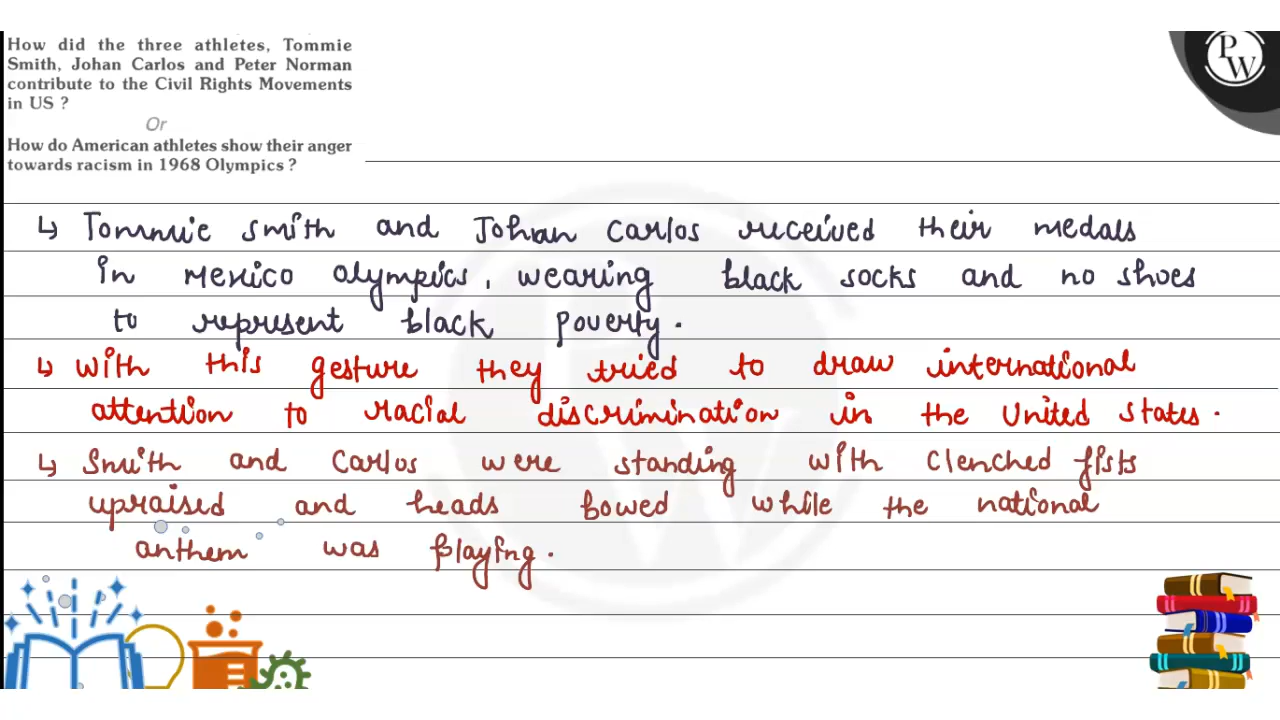 How did the three athletes, Tommie
Smith, Johan Carlos and Peter Norman
contribute to the Civil Rights Movements
in US ?
Or
How do American athletes show their anger
towards racism in 1968 Olympics ?
PW
↳ Tommie Smith and Johan Carlos received their medals
in Mexico Olympics, wearing black socks and no shoes
to represent black poverty.
↳ With this gesture they tried to draw international
attention to racial discrimination in the United States.
↳ Smith and Carlos were standing with clenched fists
upraised and heads bowed while the national
anthem was playing.